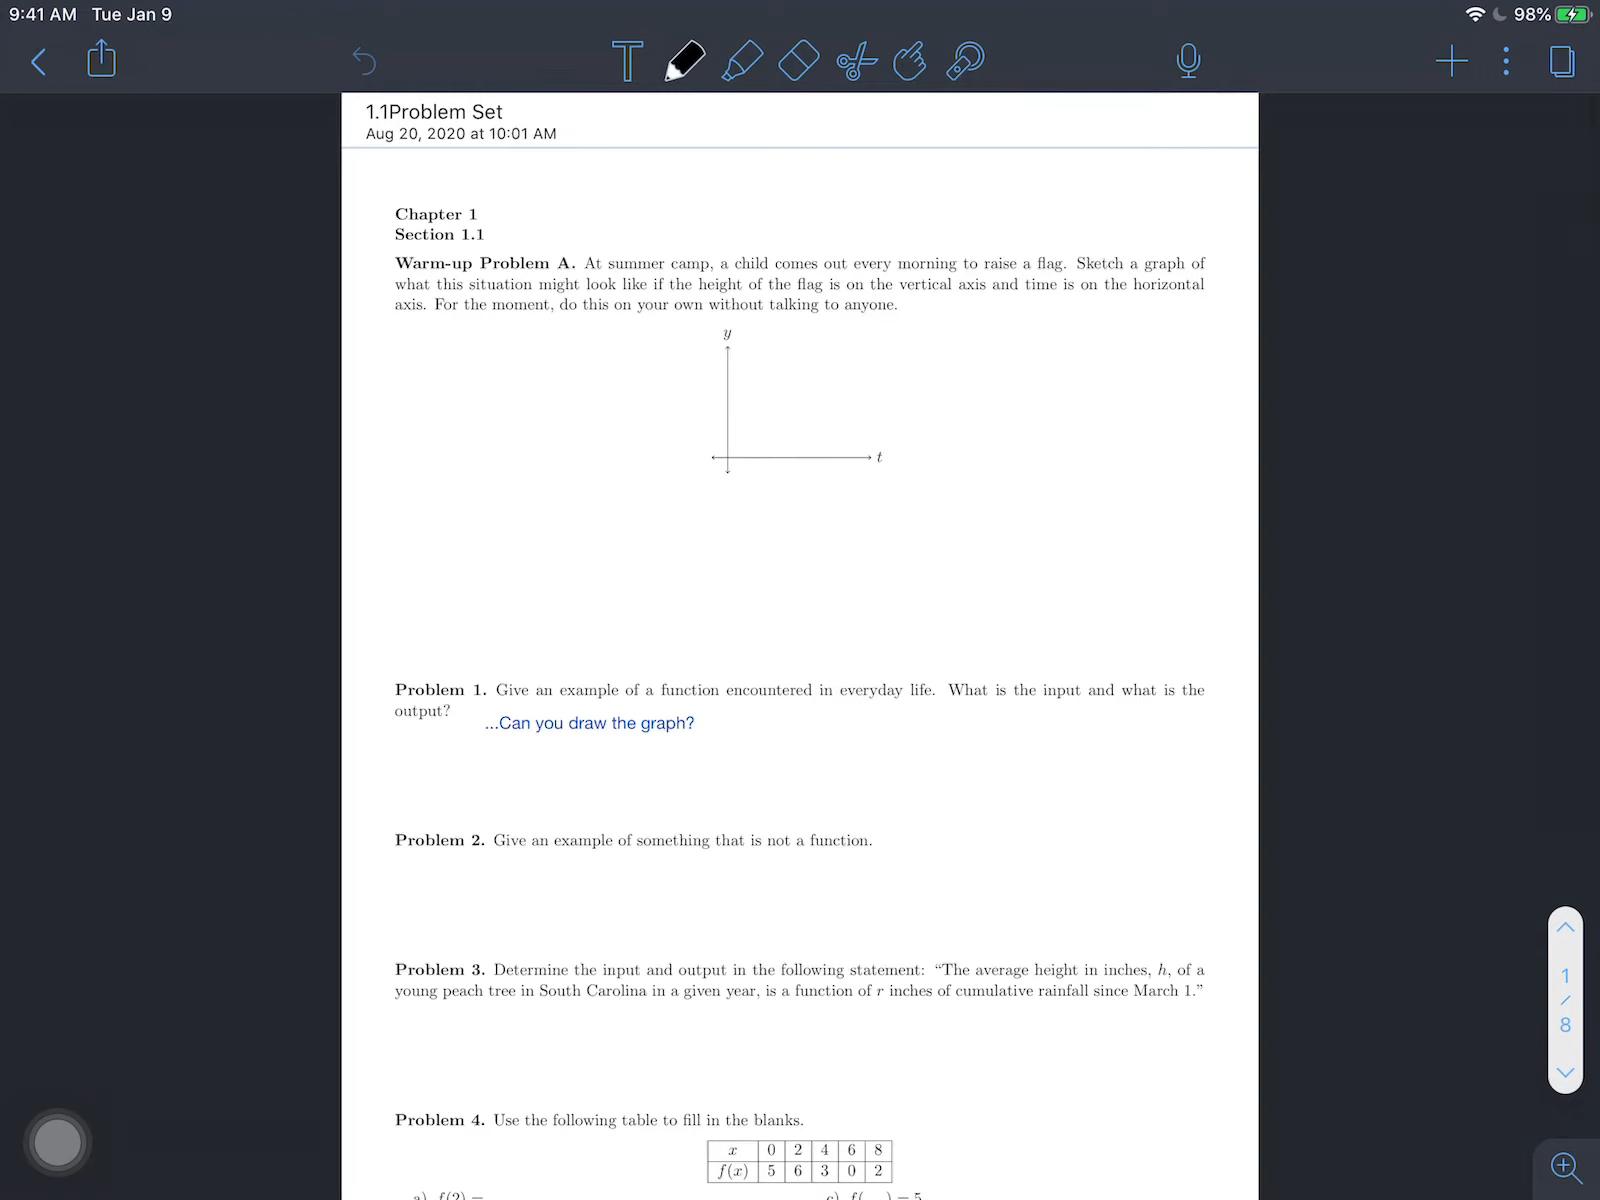 9:41 AM Tue Jan 9
98%
1.1Problem Set
Aug 20, 2020 at 10:01 AM
Chapter 1
Section 1.1
Warm-up Problem A. At summer camp, a child comes out every morning to raise a flag. Sketch a graph of
what this situation might look like if the height of the flag is on the vertical axis and time is on the horizontal
axis. For the moment, do this on your own without talking to anyone.
y
t
Problem 1. Give an example of a function encountered in everyday life. What is the input and what is the
output?
...Can you draw the graph?
Problem 2. Give an example of something that is not a function.
Problem 3. Determine the input and output in the following statement: “The average height in inches, h, of a
young peach tree in South Carolina in a given year, is a function of r inches of cumulative rainfall since March 1.”
1
/
8
Problem 4. Use the following table to fill in the blanks.
x 0 2 4 6 8
f(x) 5 6 3 0 2
a) f(2) = c) f( ) = 5